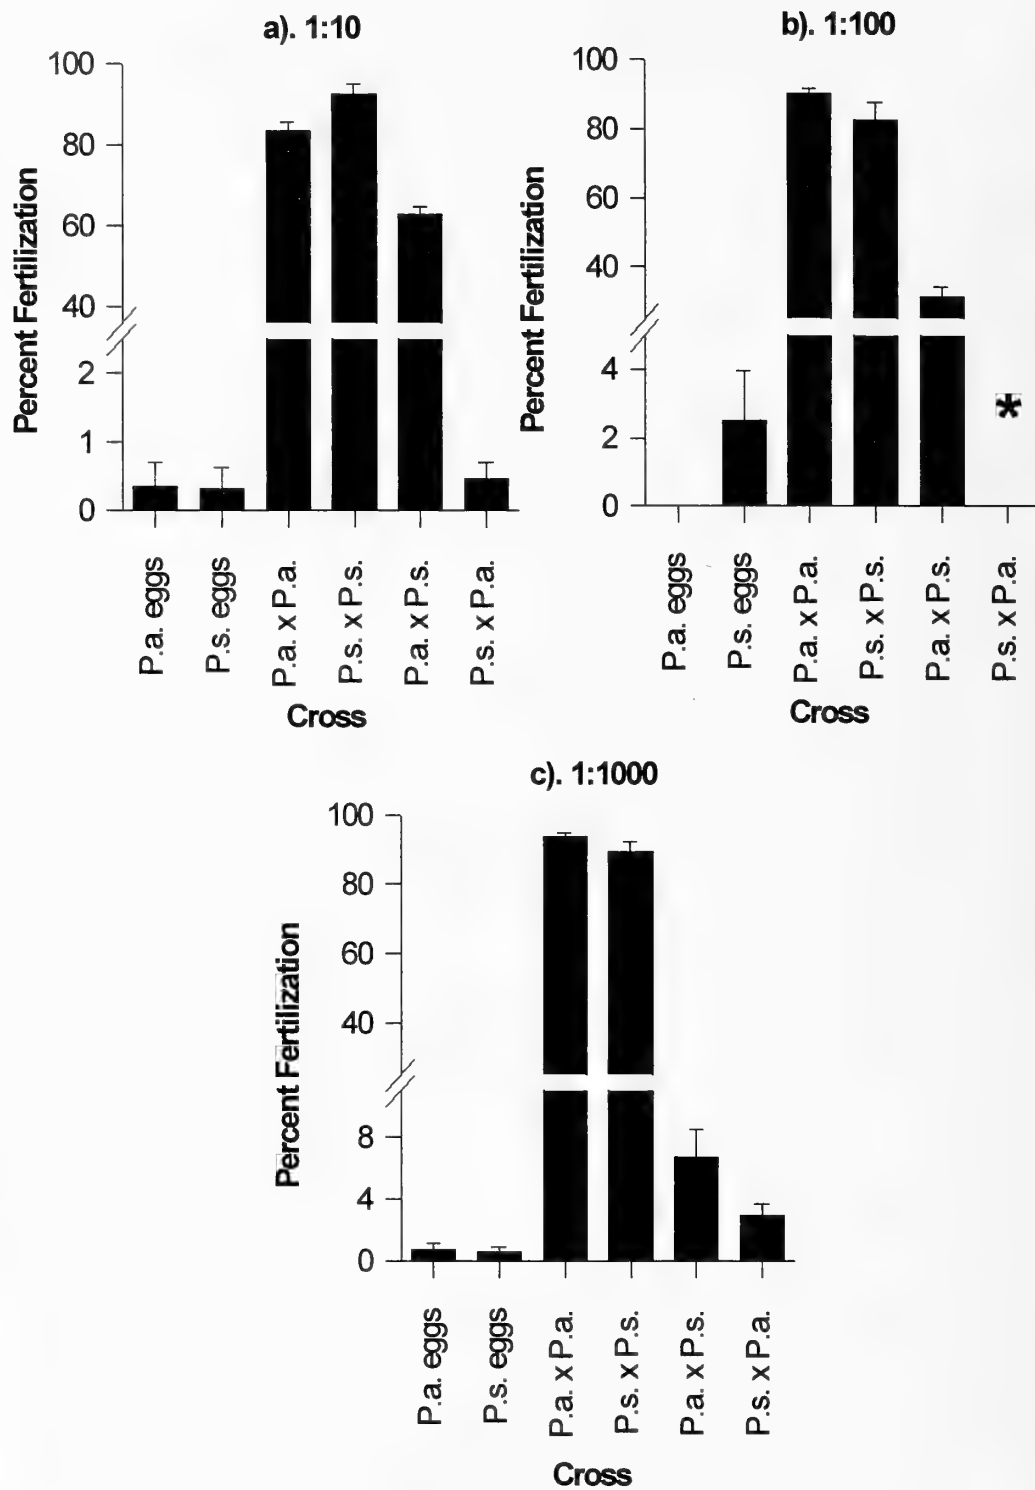 a). 1:10
Percent Fertilization
100
80
60
40
2
1
0
P.a. eggs
P.s. eggs
P.a. x P.a.
P.s. x P.s.
P.a. x P.s.
P.s. x P.a.
Cross
b). 1:100
Percent Fertilization
100
80
60
40
4
2
0
*
P.a. eggs
P.s. eggs
P.a. x P.a.
P.s. x P.s.
P.a. x P.s.
P.s. x P.a.
Cross
c). 1:1000
Percent Fertilization
100
80
60
40
8
4
0
P.a. eggs
P.s. eggs
P.a. x P.a.
P.s. x P.s.
P.a. x P.s.
P.s. x P.a.
Cross